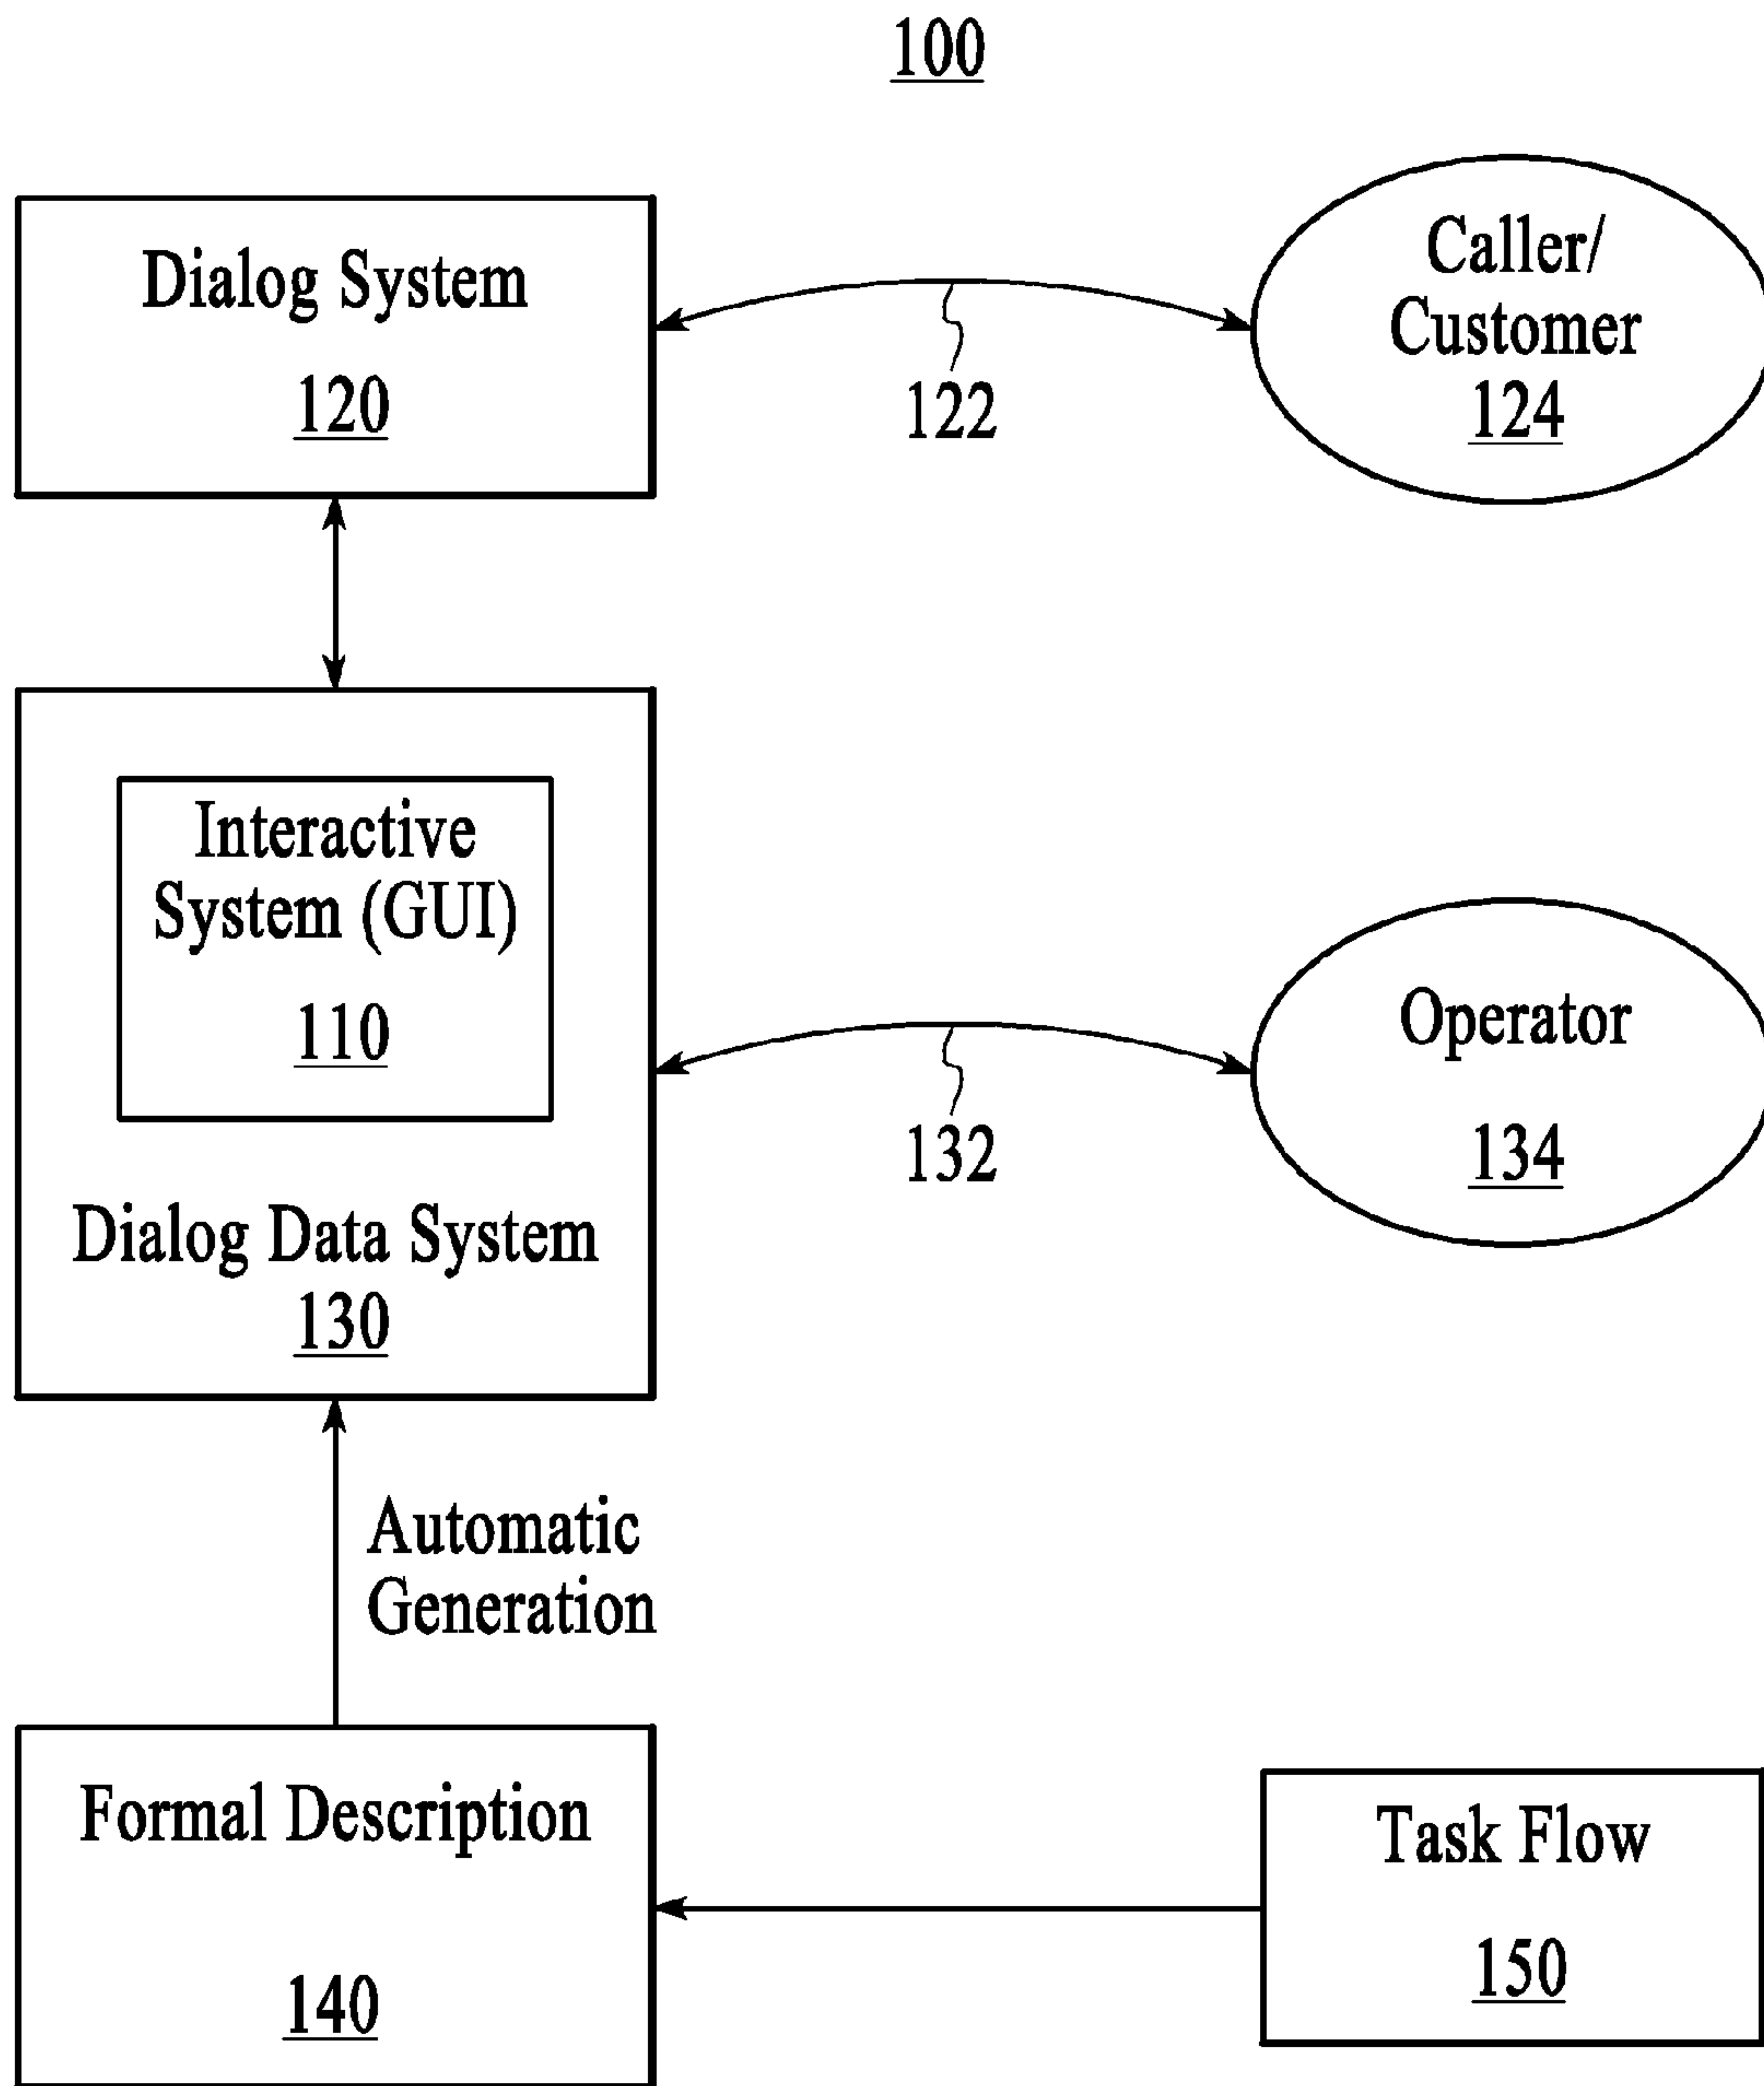 100
Dialog System
120
122
Caller/
Customer
124
Interactive
System (GUI)
110
Dialog Data System
130
132
Operator
134
Automatic
Generation
Formal Description
140
Task Flow
150